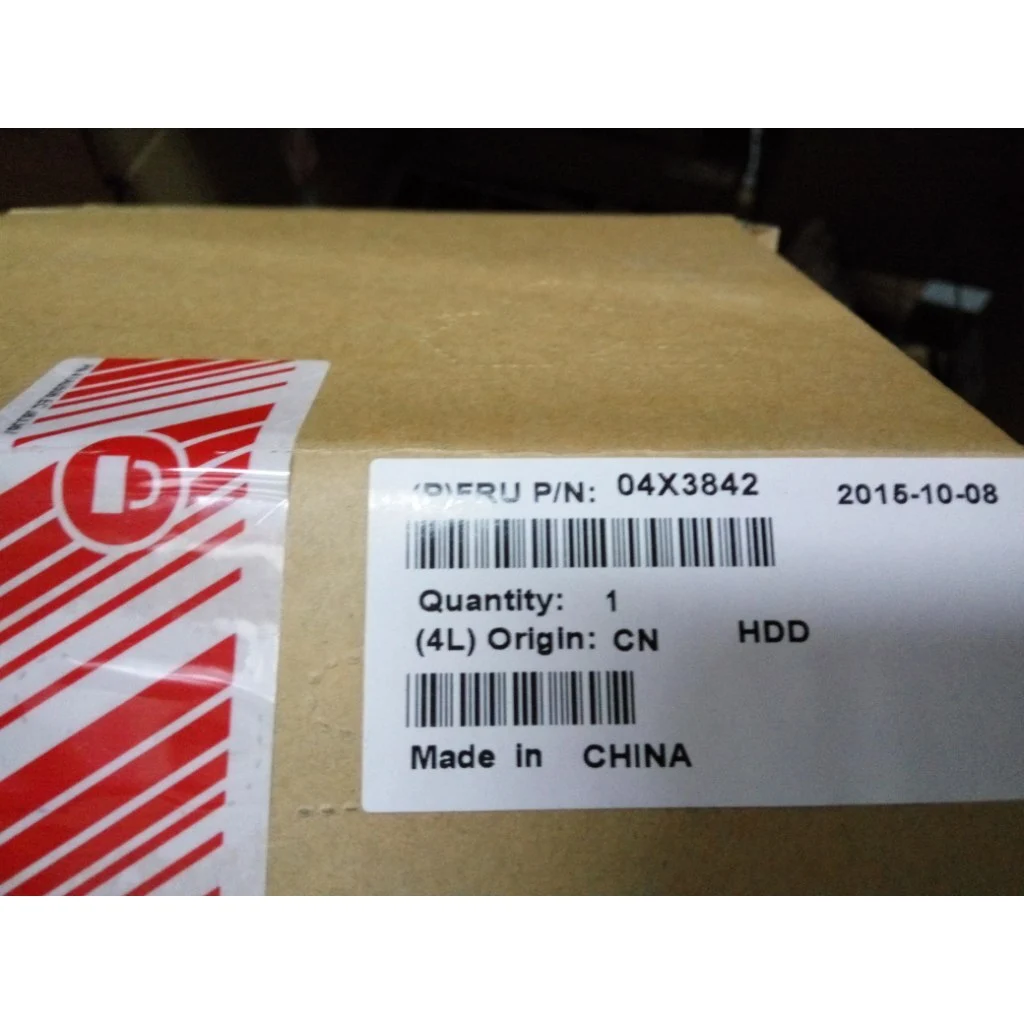 (P)FRU P/N: 04X3842 2015-10-08
Quantity: 1
(4L) Origin: CN HDD
Made in CHINA